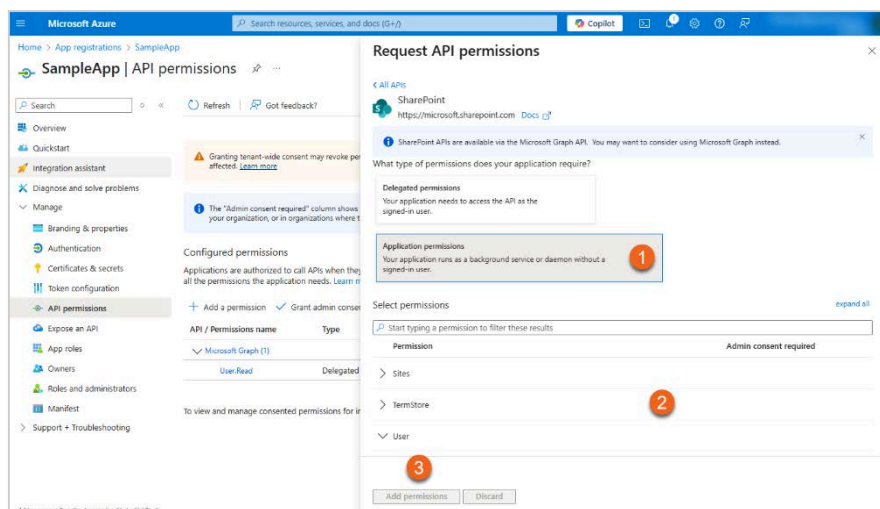 Microsoft Azure
Search resources, services, and docs (G+/)
Copilot
Home > App registrations > SampleApp
SampleApp | API permissions
Search
Refresh
Got feedback?
Overview
Quickstart
Integration assistant
Diagnose and solve problems
Manage
Branding & properties
Authentication
Certificates & secrets
Token configuration
API permissions
Expose an API
App roles
Owners
Roles and administrators
Manifest
Support + Troubleshooting
Granting tenant-wide consent may revoke per
affected. Learn more
The "Admin consent required" column shows
your organization, or in organizations where t
Configured permissions
Applications are authorized to call APIs when they
all the permissions the application needs. Learn m
Add a permission
Grant admin conser
API / Permissions name
Type
Microsoft Graph (1)
User.Read
Delegated
To view and manage consented permissions for in
Request API permissions
All APIs
SharePoint
https://microsoft.sharepoint.com Docs
SharePoint APIs are available via the Microsoft Graph API. You may want to consider using Microsoft Graph instead.
What type of permissions does your application require?
Delegated permissions
Your application needs to access the API as the
signed-in user.
Application permissions
Your application runs as a background service or daemon without a
signed-in user.
1
Select permissions
expand all
Start typing a permission to filter these results
Permission
Admin consent required
Sites
TermStore
2
User
3
Add permissions
Discard